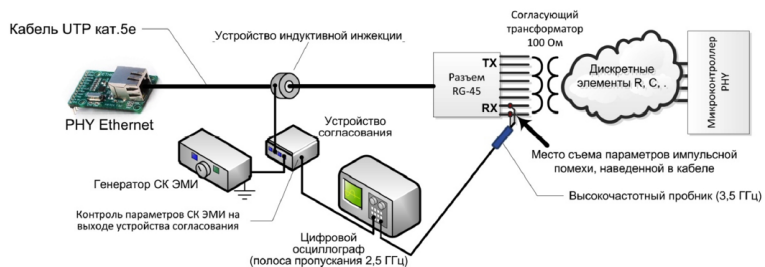 Кабель UTP кат.5е
Устройство индуктивной инжекции
Согласующий
трансформатор
100 Ом
TX
Разъем
RG-45
RX
Дискретные
элементы R, C, .
Микроконтроллер
PHY
PHY Ethernet
Устройство
согласования
Генератор СК ЭМИ
Место съема параметров импульсной
помехи, наведенной в кабеле
Высокочастотный пробник (3,5 ГГц)
Контроль параметров СК ЭМИ на
выходе устройства согласования
Цифровой
осциллограф
(полоса пропускания 2,5 ГГц)